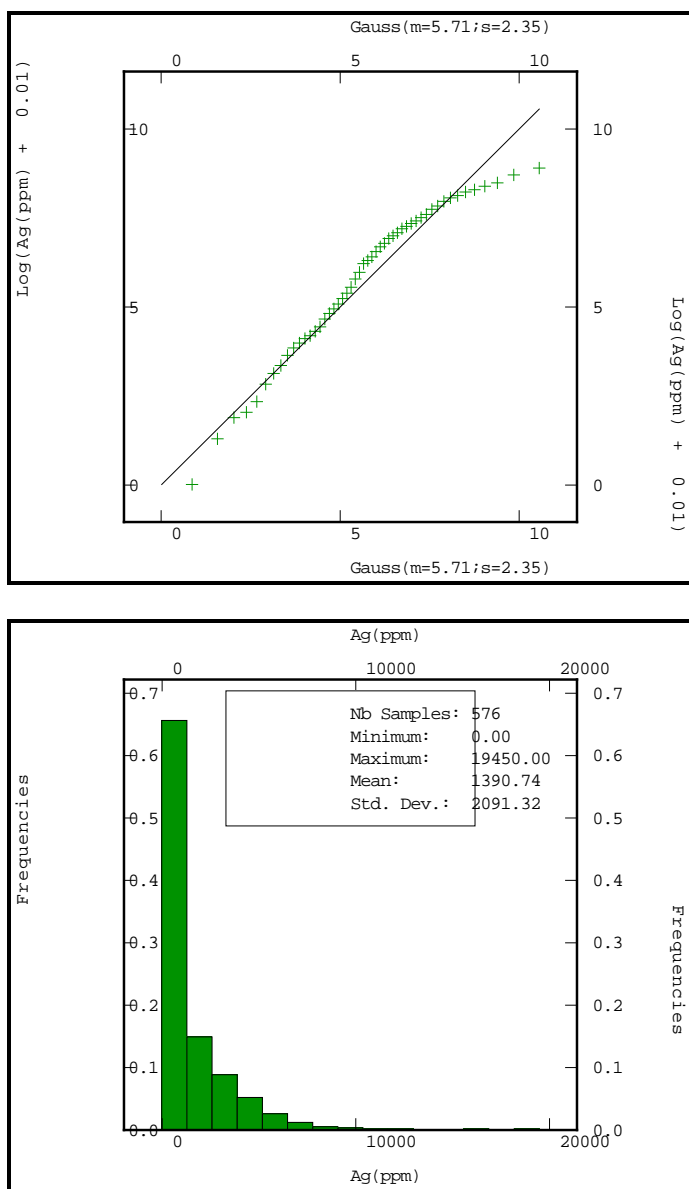 Gauss(m=5.71;s=2.35)
0 5 10
Log(Ag(ppm) + 0.01)
10 10
5 5
Log(Ag(ppm) + 0.01)
0 0
0 5 10
Gauss(m=5.71;s=2.35)
Ag(ppm)
0 10000 20000
0.7 0.7
Nb Samples: 576
Minimum: 0.00
Maximum: 19450.00
Mean: 1390.74
Std. Dev.: 2091.32
0.6 0.6
0.5 0.5
Frequencies
0.4 0.4
0.3 0.3
Frequencies
0.2 0.2
0.1 0.1
0.0 0.0
0 10000 20000
Ag(ppm)